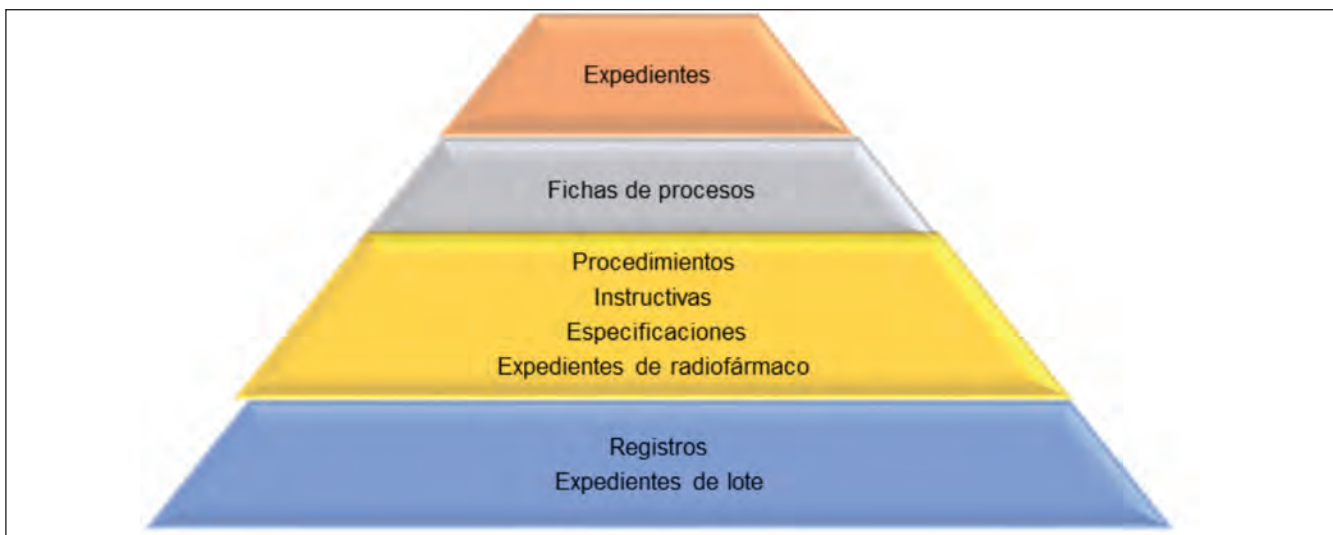 Expedientes
Fichas de procesos
Procedimientos
Instructivas
Especificaciones
Expedientes de radiofármaco
Registros
Expedientes de lote